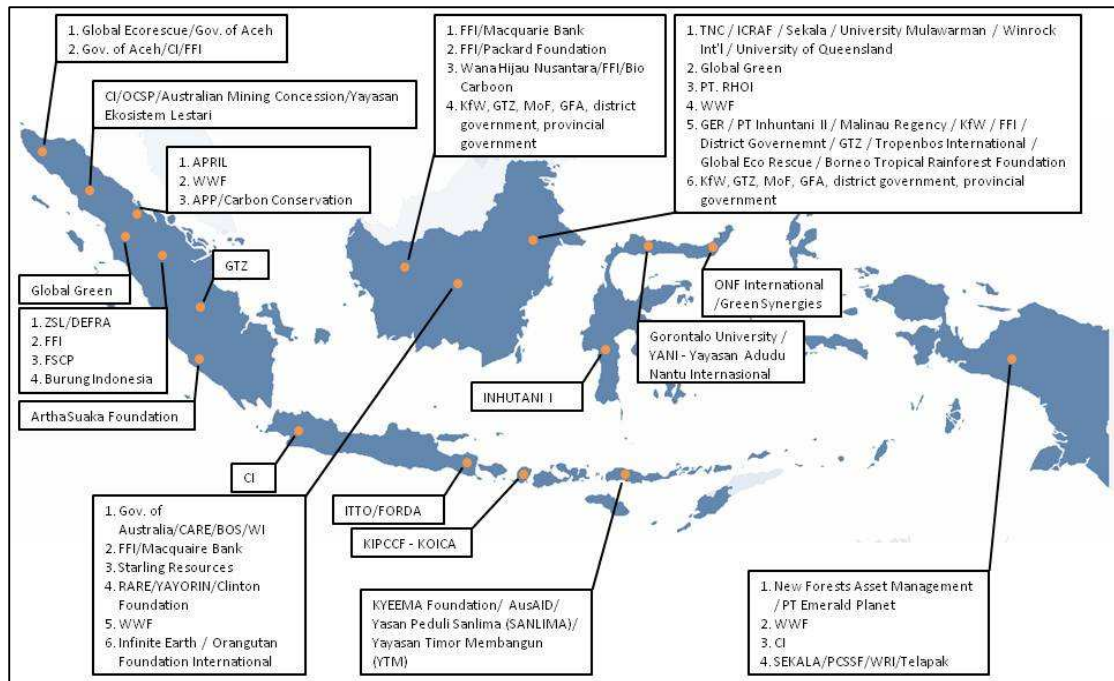 1. Global Ecorescue/Gov. of Aceh
2. Gov. of Aceh/CI/FFI
CI/OCSP/Australian Mining Concession/Yayasan
Ekosistem Lestari
1. APRIL
2. WWF
3. APP/Carbon Conservation
1. FFI/Macquarie Bank
2. FFI/Packard Foundation
3. Wana Hijau Nusantara/FFI/Bio
Carboon
4. KfW, GTZ, MoF, GFA, district
government, provincial
government
1. TNC / ICRAF / Sekala / University Mulawarman / Winrock
Int'l / University of Queensland
2. Global Green
3. PT. RHOI
4. WWF
5. GER / PT Inhuntani II / Malinau Regency / KfW / FFI /
District Governemnt / GTZ / Tropenbos International /
Global Eco Rescue / Borneo Tropical Rainforest Foundation
6. KfW, GTZ, MoF, GFA, district government, provincial
government
GTZ
Global Green
1. ZSL/DEFRA
2. FFI
3. FSCP
4. Burung Indonesia
ArthaSuaka Foundation
ONF International
/Green Synergies
Gorontalo University /
YANI - Yayasan Adudu
Nantu Internasional
INHUTANI I
CI
ITTO/FORDA
KIPCCF - KOICA
1. Gov. of
Australia/CARE/BOS/WI
2. FFI/Macquaire Bank
3. Starling Resources
4. RARE/YAYORIN/Clinton
Foundation
5. WWF
6. Infinite Earth / Orangutan
Foundation International
KYEEMA Foundation/ AusAID/
Yasan Peduli Sanlima (SANLIMA)/
Yayasan Timor Membangun
(YTM)
1. New Forests Asset Management
/ PT Emerald Planet
2. WWF
3. CI
4. SEKALA/PCSSF/WRI/Telapak